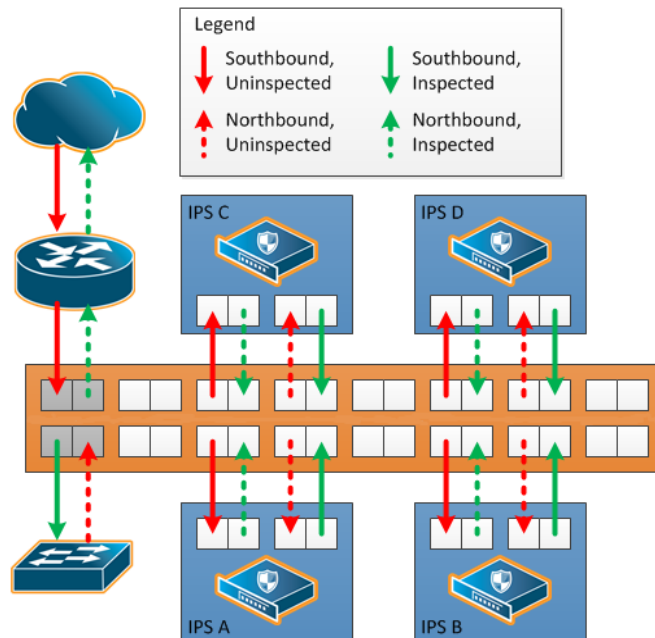 Legend
Southbound,
Uninspected
Southbound,
Inspected
Northbound,
Uninspected
Northbound,
Inspected
IPS C
IPS D
IPS A
IPS B